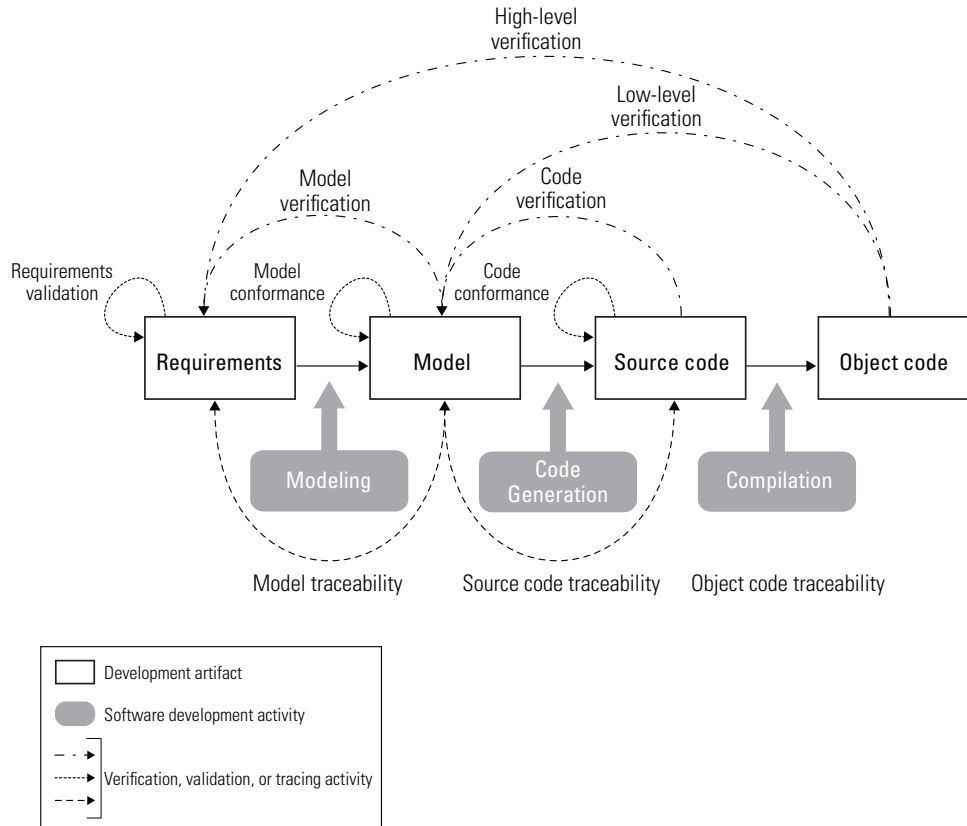 High-level
verification
Low-level
verification
Model
verification
Code
verification
Requirements
validation
Model
conformance
Code
conformance
Requirements
Model
Source code
Object code
Modeling
Code
Generation
Compilation
Model traceability
Source code traceability
Object code traceability
Development artifact
Software development activity
Verification, validation, or tracing activity